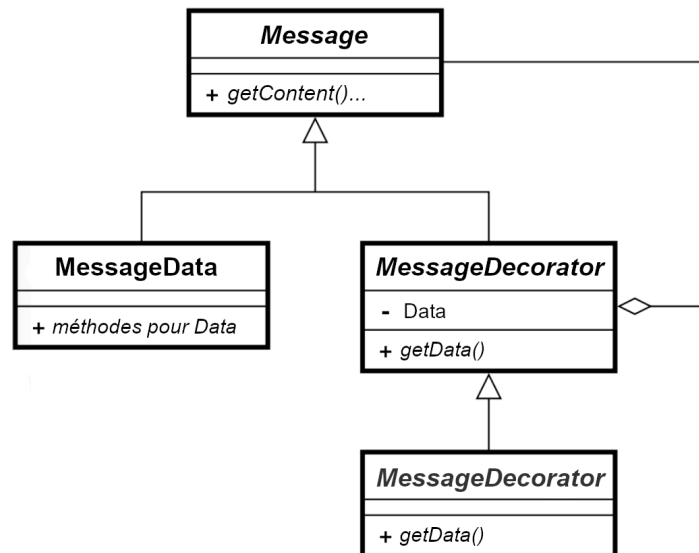 Message
+ getContent()...
MessageData
+ méthodes pour Data
MessageDecorator
- Data
+ getData()
MessageDecorator
+ getData()